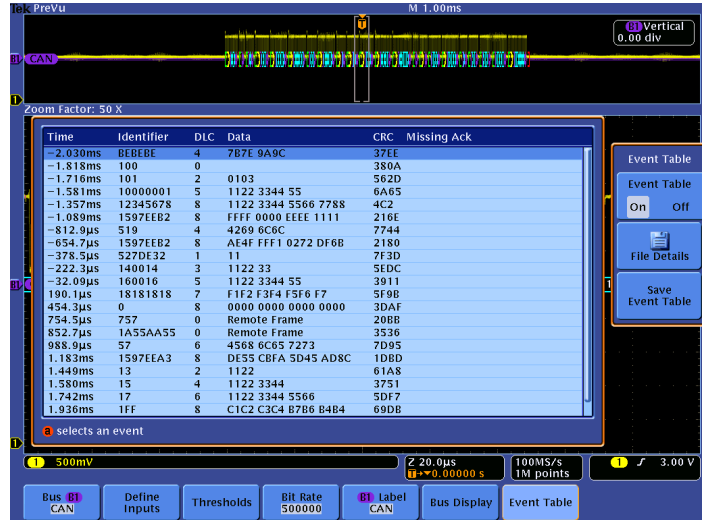 Tek PreVu M 1.00ms
B1 Vertical
0.00 div
B1 CAN
T
1
Zoom Factor: 50 X
Time Identifier DLC Data CRC Missing Ack
−2.030ms BEBEBE 4 7B7E 9A9C 37EE
−1.818ms 100 0 380A
−1.716ms 101 2 0103 562D
−1.581ms 10000001 5 1122 3344 55 6A65
−1.357ms 12345678 8 1122 3344 5566 7788 4C2
−1.089ms 1597EEB2 8 FFFF 0000 EEEE 1111 216E
−812.9µs 519 4 4269 6C6C 7744
−654.7µs 1597EEB2 8 AE4F FFF1 0272 DF6B 2180
−378.5µs 527DE32 1 11 7F3D
−222.3µs 140014 3 1122 33 5EDC
−32.09µs 160016 5 1122 3344 55 3911
190.1µs 18181818 7 F1F2 F3F4 F5F6 F7 5F9B
454.3µs 0 8 0000 0000 0000 0000 3DAF
754.5µs 757 0 Remote Frame 20BB
852.7µs 1A55AA55 0 Remote Frame 3536
988.9µs 57 6 4568 6C65 7273 7D95
1.183ms 1597EEA3 8 DE55 CBFA 5D45 AD8C 1DBD
1.449ms 13 2 1122 61A8
1.580ms 15 4 1122 3344 3751
1.742ms 17 6 1122 3344 5566 5DF7
1.936ms 1FF 8 C1C2 C3C4 B7B6 B4B4 69DB
a selects an event
Event Table
Event Table
On Off
File Details
Save
Event Table
B1
1
1 500mV
Z 20.0µs
T→▼0.00000 s
100MS/s
1M points
1 3.00 V
Bus B1
CAN
Define
Inputs
Thresholds
Bit Rate
500000
B1 Label
CAN
Bus Display
Event Table